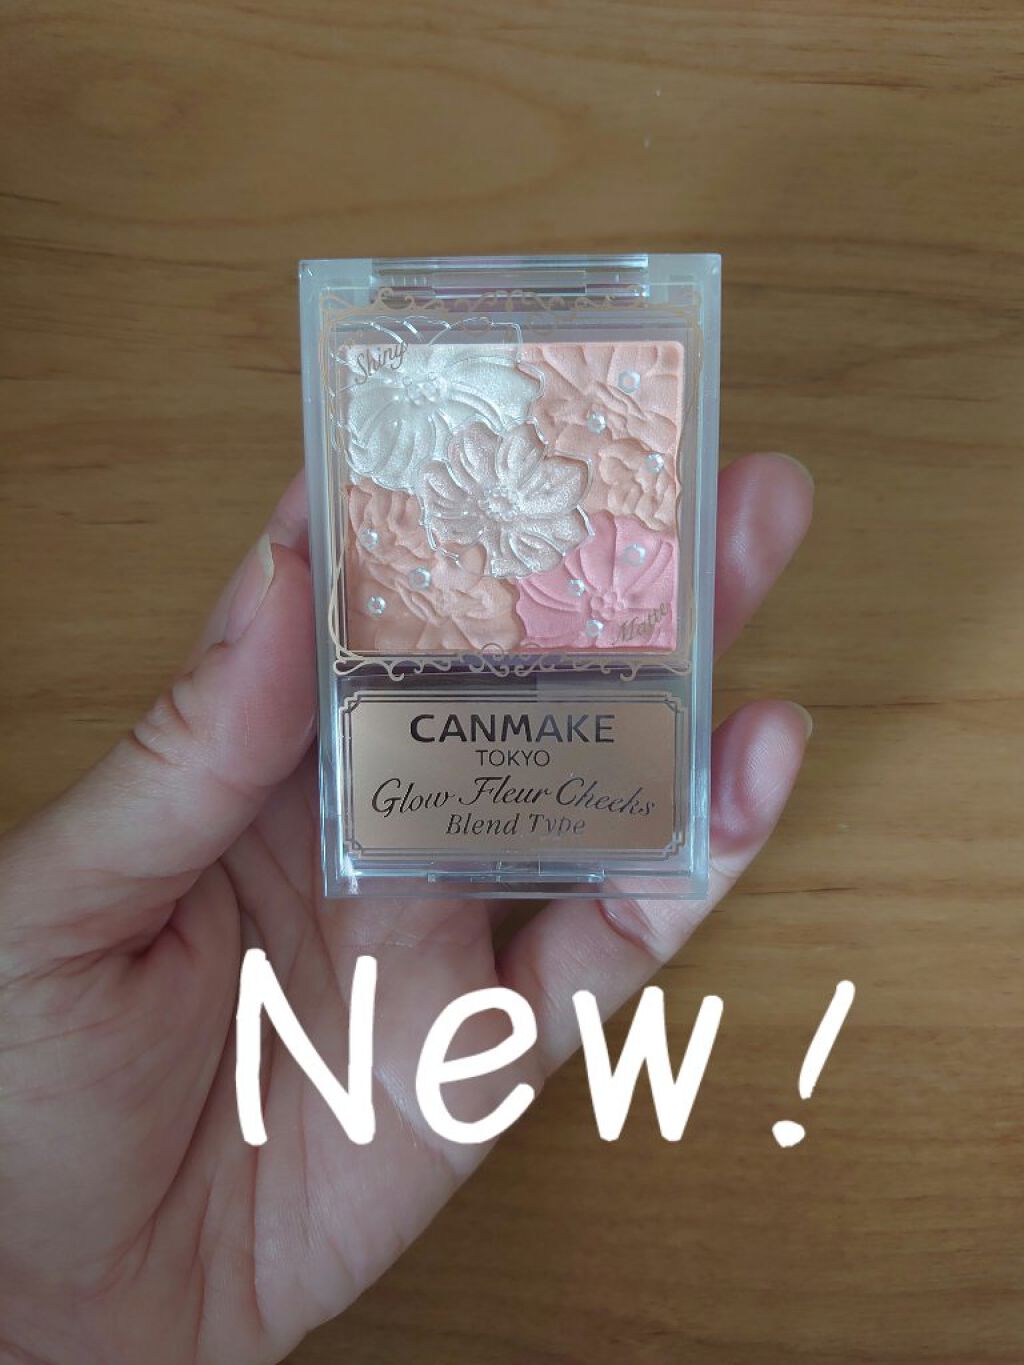 Shiny
Matte
CANMAKE
TOKYO
Glow Fleur Cheeks
Blend Type
New!